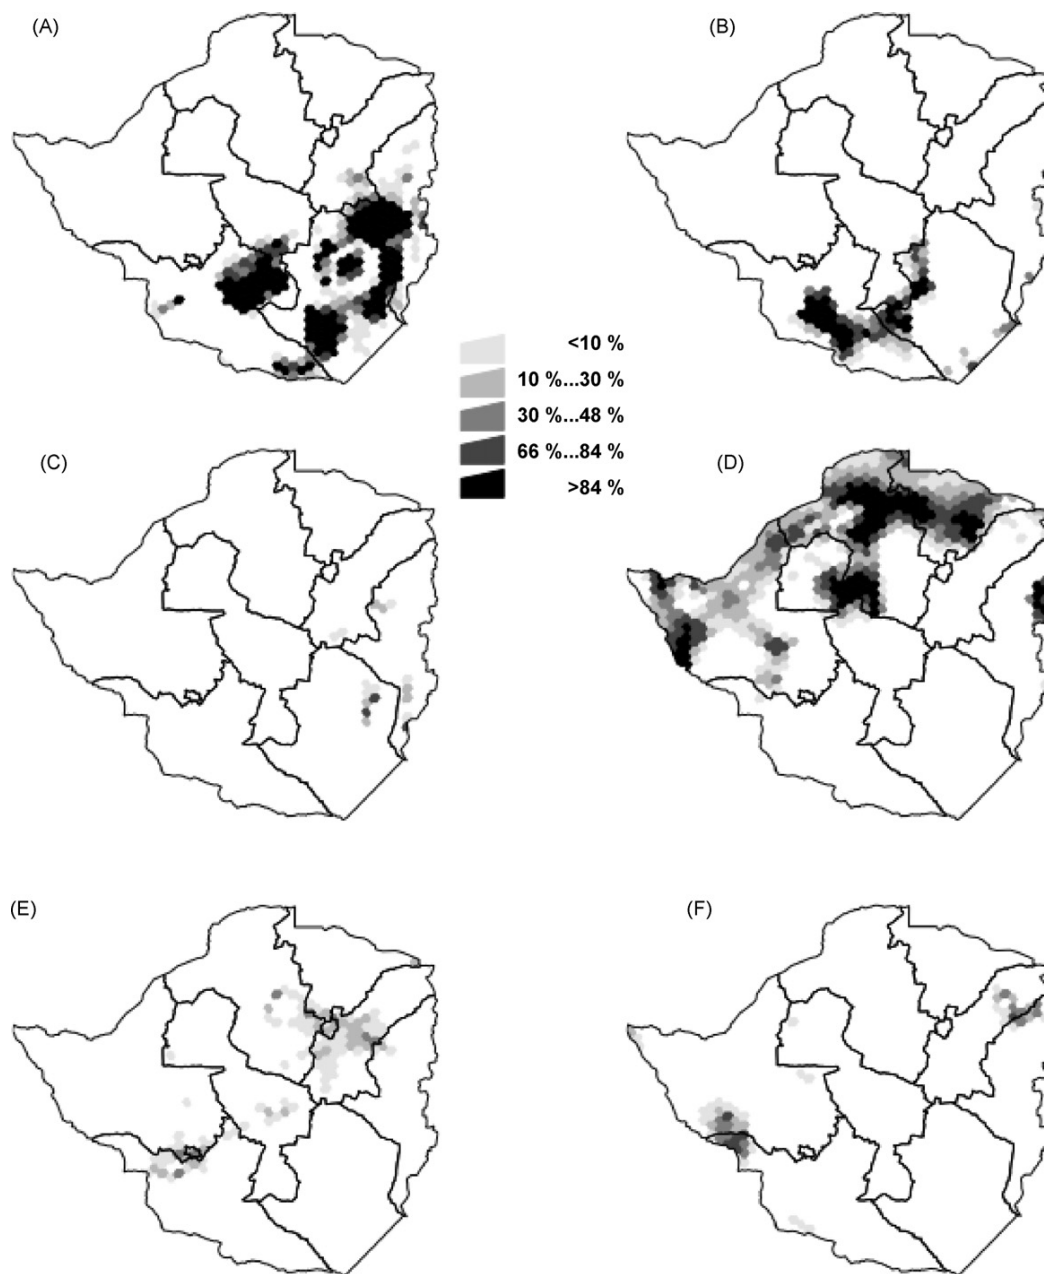 (A)
(B)
<10 %
10 %...30 %
30 %...48 %
66 %...84 %
>84 %
(C)
(D)
(E)
(F)